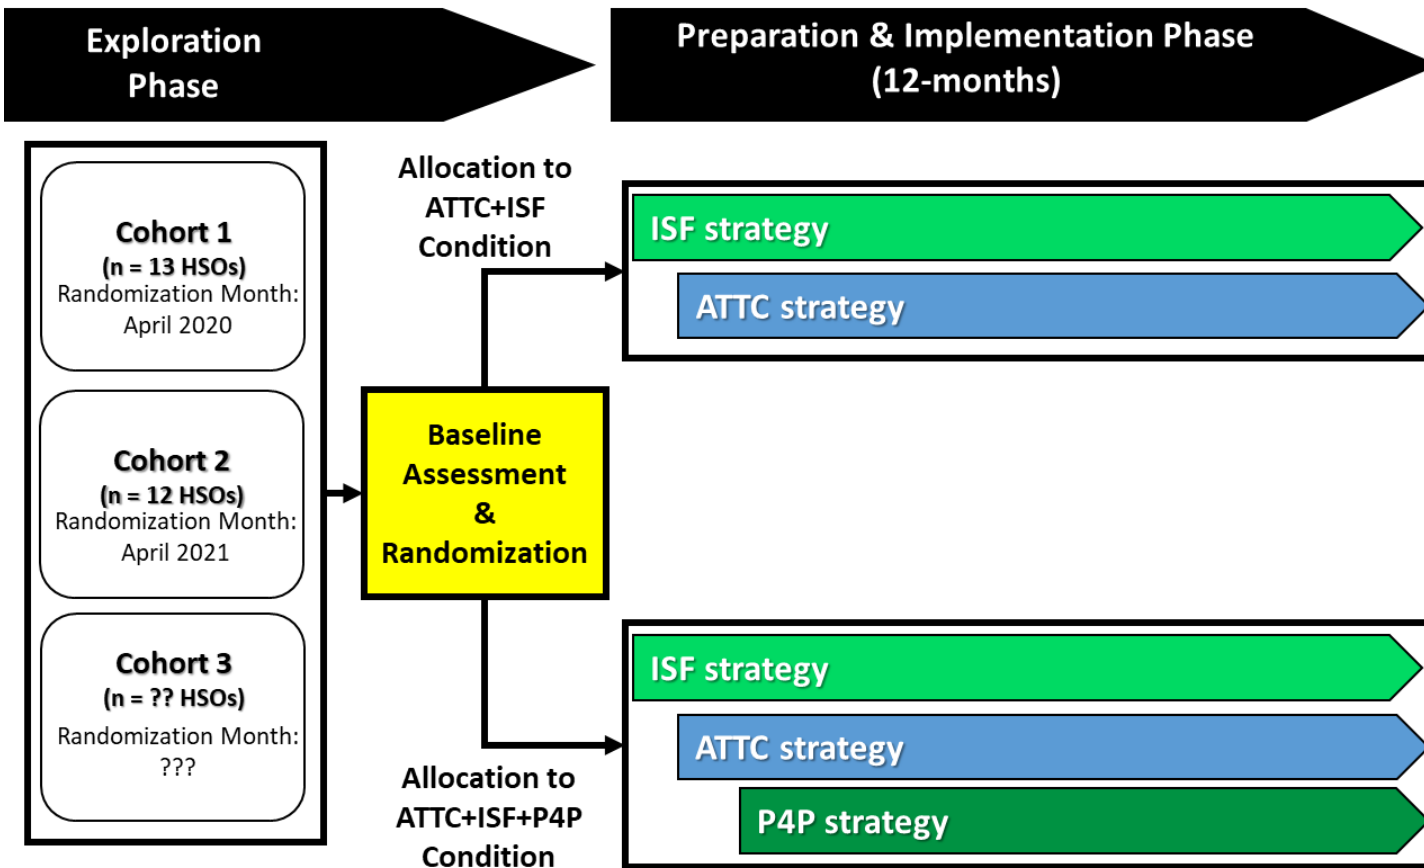 Exploration
Phase
Preparation & Implementation Phase
(12-months)
Cohort 1
(n = 13 HSOs)
Randomization Month:
April 2020
Cohort 2
(n = 12 HSOs)
Randomization Month:
April 2021
Cohort 3
(n = ?? HSOs)
Randomization Month:
???
Baseline
Assessment
&
Randomization
Allocation to
ATTC+ISF
Condition
ISF strategy
ATTC strategy
Allocation to
ATTC+ISF+P4P
Condition
ISF strategy
ATTC strategy
P4P strategy